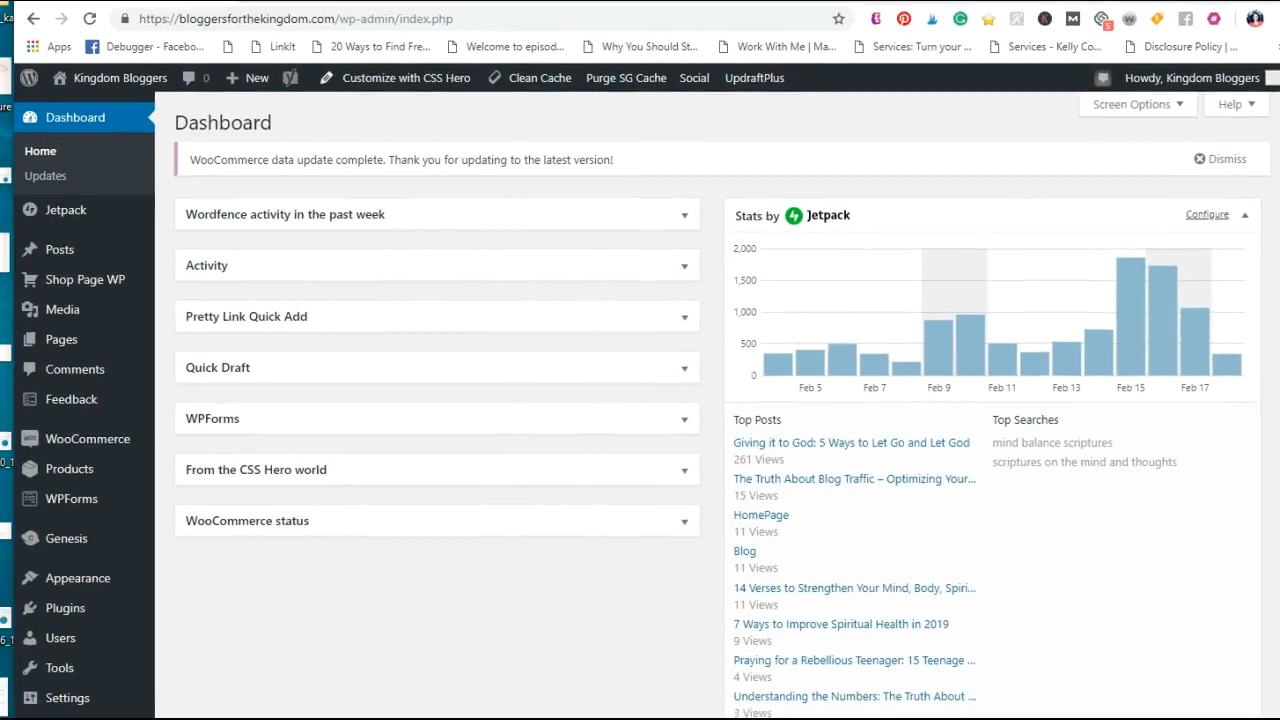 https://bloggersforthekingdom.com/wp-admin/index.php
Apps
Debugger - Facebo...
LinkIt
20 Ways to Find Fre...
Welcome to episod...
Why You Should St...
Work With Me | Ma...
Services: Turn your ...
Services - Kelly Co...
Disclosure Policy | ...
Kingdom Bloggers
0
New
Customize with CSS Hero
Clean Cache
Purge SG Cache
Social
UpdraftPlus
Howdy, Kingdom Bloggers
Screen Options
Help
Dashboard
Home
Updates
Jetpack
Posts
Shop Page WP
Media
Pages
Comments
Feedback
WooCommerce
Products
WPForms
Genesis
Appearance
Plugins
Users
Tools
Settings
Dashboard
WooCommerce data update complete. Thank you for updating to the latest version!
Dismiss
Wordfence activity in the past week
Activity
Pretty Link Quick Add
Quick Draft
WPForms
From the CSS Hero world
WooCommerce status
Stats by Jetpack
Configure
2,000
1,500
1,000
500
0
Feb 5
Feb 7
Feb 9
Feb 11
Feb 13
Feb 15
Feb 17
Top Posts
Giving it to God: 5 Ways to Let Go and Let God
261 Views
The Truth About Blog Traffic – Optimizing Your...
15 Views
HomePage
11 Views
Blog
11 Views
14 Verses to Strengthen Your Mind, Body, Spiri...
11 Views
7 Ways to Improve Spiritual Health in 2019
9 Views
Praying for a Rebellious Teenager: 15 Teenage ...
4 Views
Understanding the Numbers: The Truth About ...
3 Views
Top Searches
mind balance scriptures
scriptures on the mind and thoughts